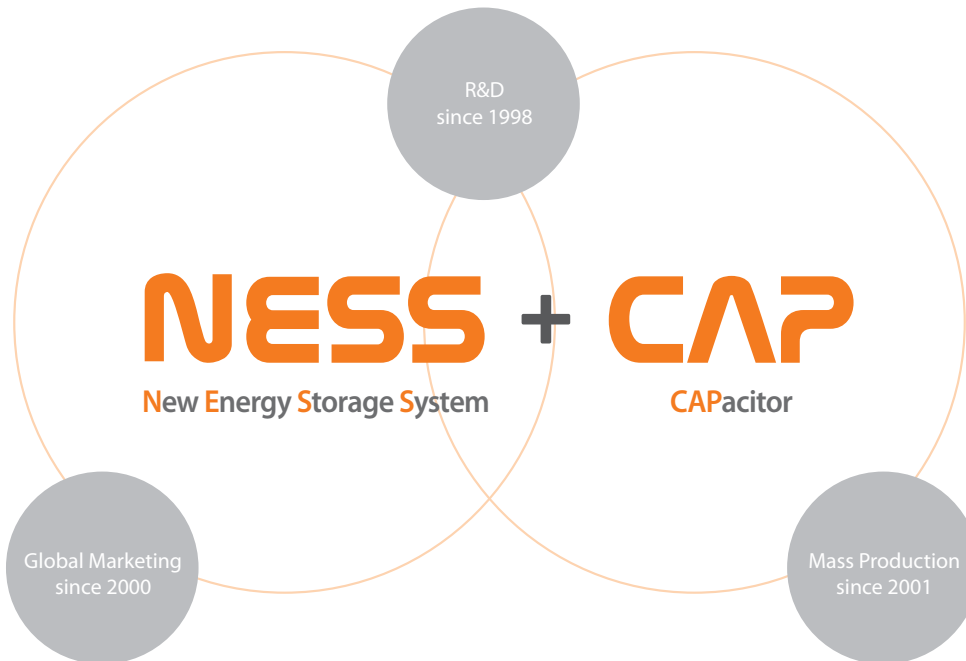 R&D
since 1998
NESS + CAP
New Energy Storage System
CAPacitor
Global Marketing
since 2000
Mass Production
since 2001